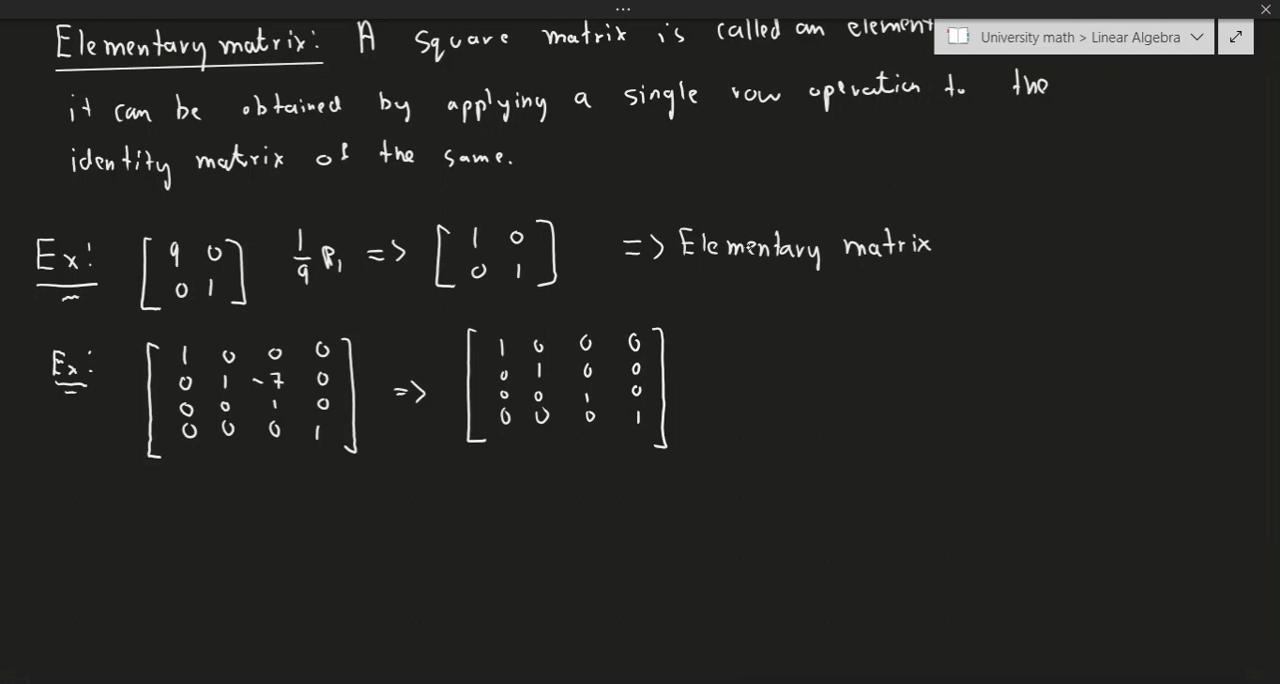 ...
University math > Linear Algebra
Elementary matrix: A square matrix is called an element
it can be obtained by applying a single row operation to the
identity matrix of the same.
Ex: [9 0; 0 1] 1/9 R₁ => [1 0; 0 1] => Elementary matrix
Ex: [1 0 0 0; 0 1 -7 0; 0 0 1 0; 0 0 0 1] => [1 0 0 0; 0 1 0 0; 0 0 1 0; 0 0 0 1]